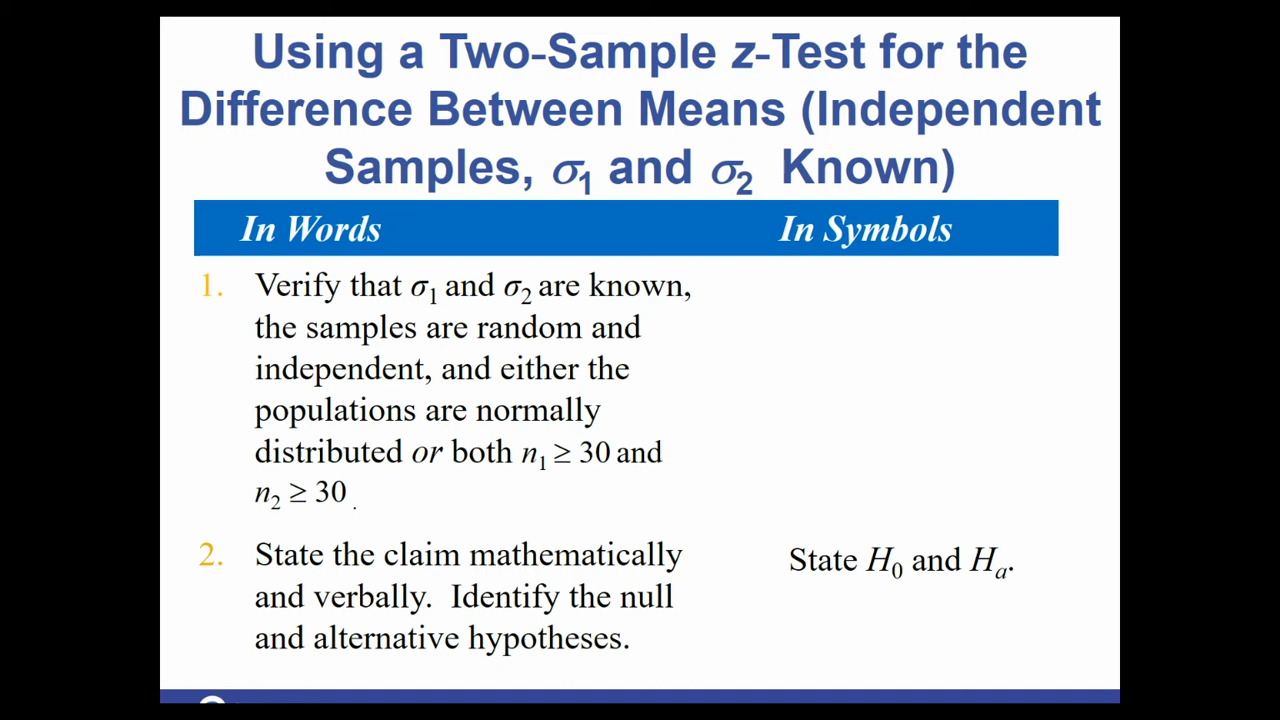 Using a Two-Sample z-Test for the
Difference Between Means (Independent
Samples, σ₁ and σ₂ Known)
In Words In Symbols
1. Verify that σ₁ and σ₂ are known,
the samples are random and
independent, and either the
populations are normally
distributed or both n₁ ≥ 30 and
n₂ ≥ 30 .
2. State the claim mathematically State H₀ and Hₐ.
and verbally. Identify the null
and alternative hypotheses.